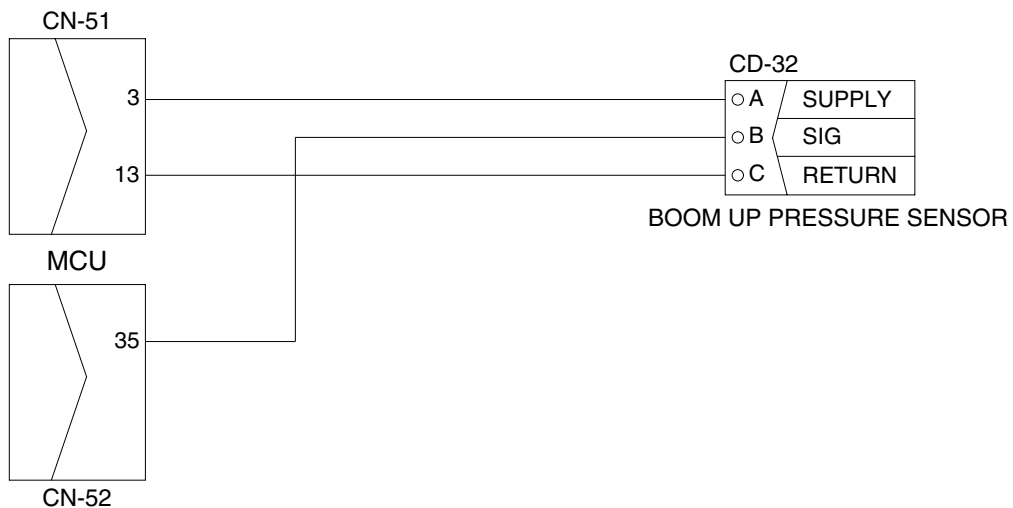 CN-51
3
13
MCU
35
CN-52
CD-32
A SUPPLY
B SIG
C RETURN
BOOM UP PRESSURE SENSOR